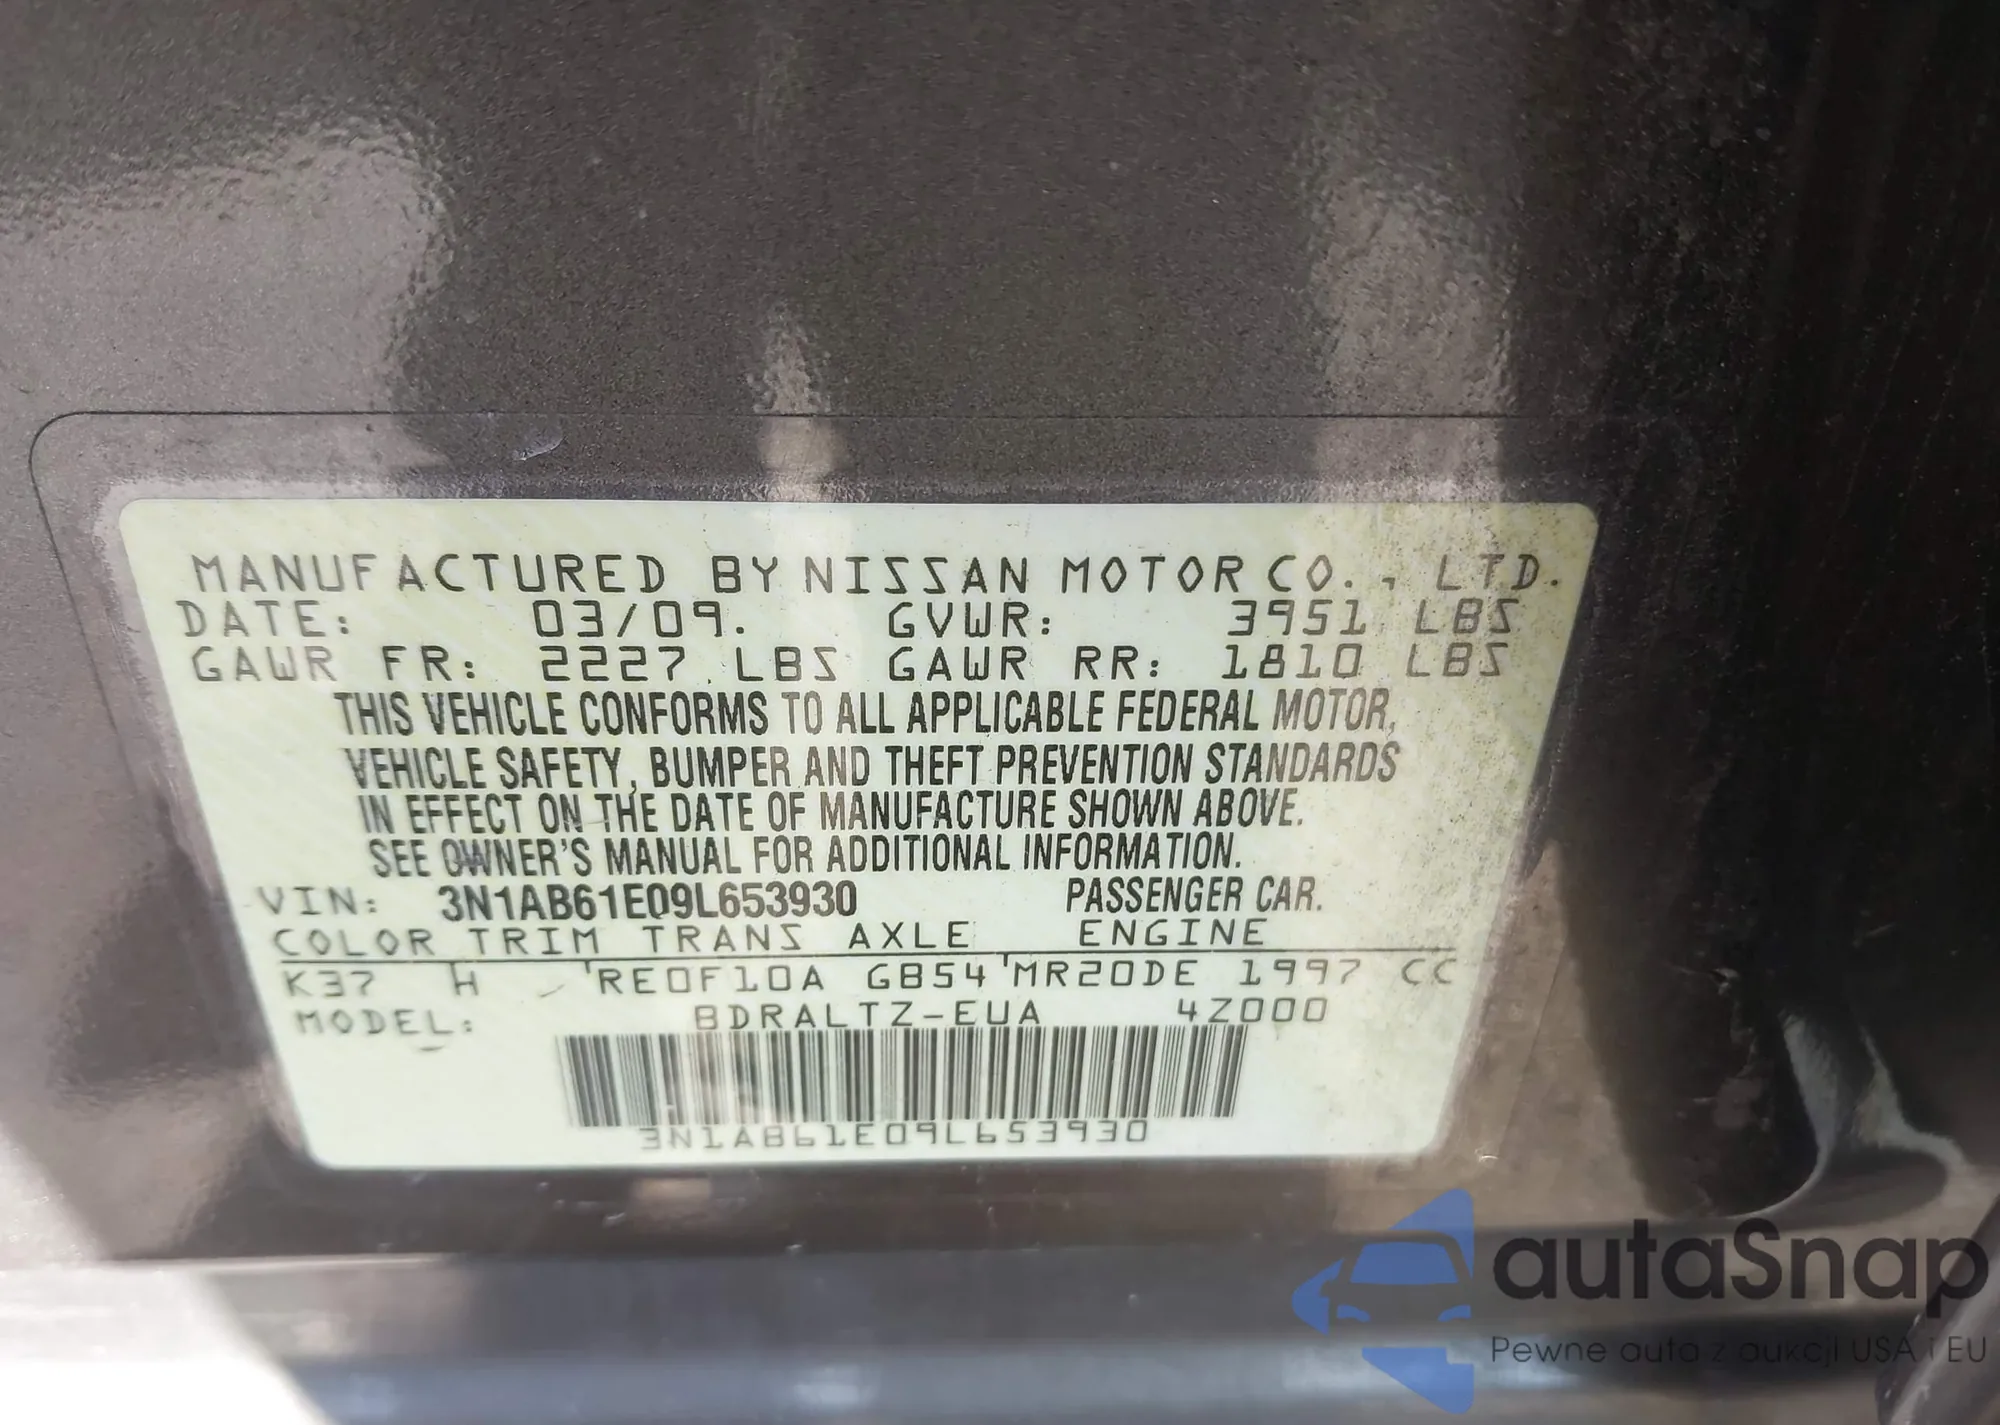 MANUFACTURED BY NISSAN MOTOR CO., LTD.
DATE: 03/09. GVWR: 3951 LBS
GAWR FR: 2227 LBS GAWR RR: 1810 LBS
THIS VEHICLE CONFORMS TO ALL APPLICABLE FEDERAL MOTOR,
VEHICLE SAFETY, BUMPER AND THEFT PREVENTION STANDARDS
IN EFFECT ON THE DATE OF MANUFACTURE SHOWN ABOVE.
SEE OWNER'S MANUAL FOR ADDITIONAL INFORMATION.
VIN: 3N1AB61E09L653930 PASSENGER CAR.
COLOR TRIM TRANS AXLE ENGINE
K37 H RE0F10A GB54 MR20DE 1997 CC
MODEL: BDRALTZ-EUA 4Z000
3N1AB61E09L653930
autaSnap
Pewne auta z aukcji USA i EU